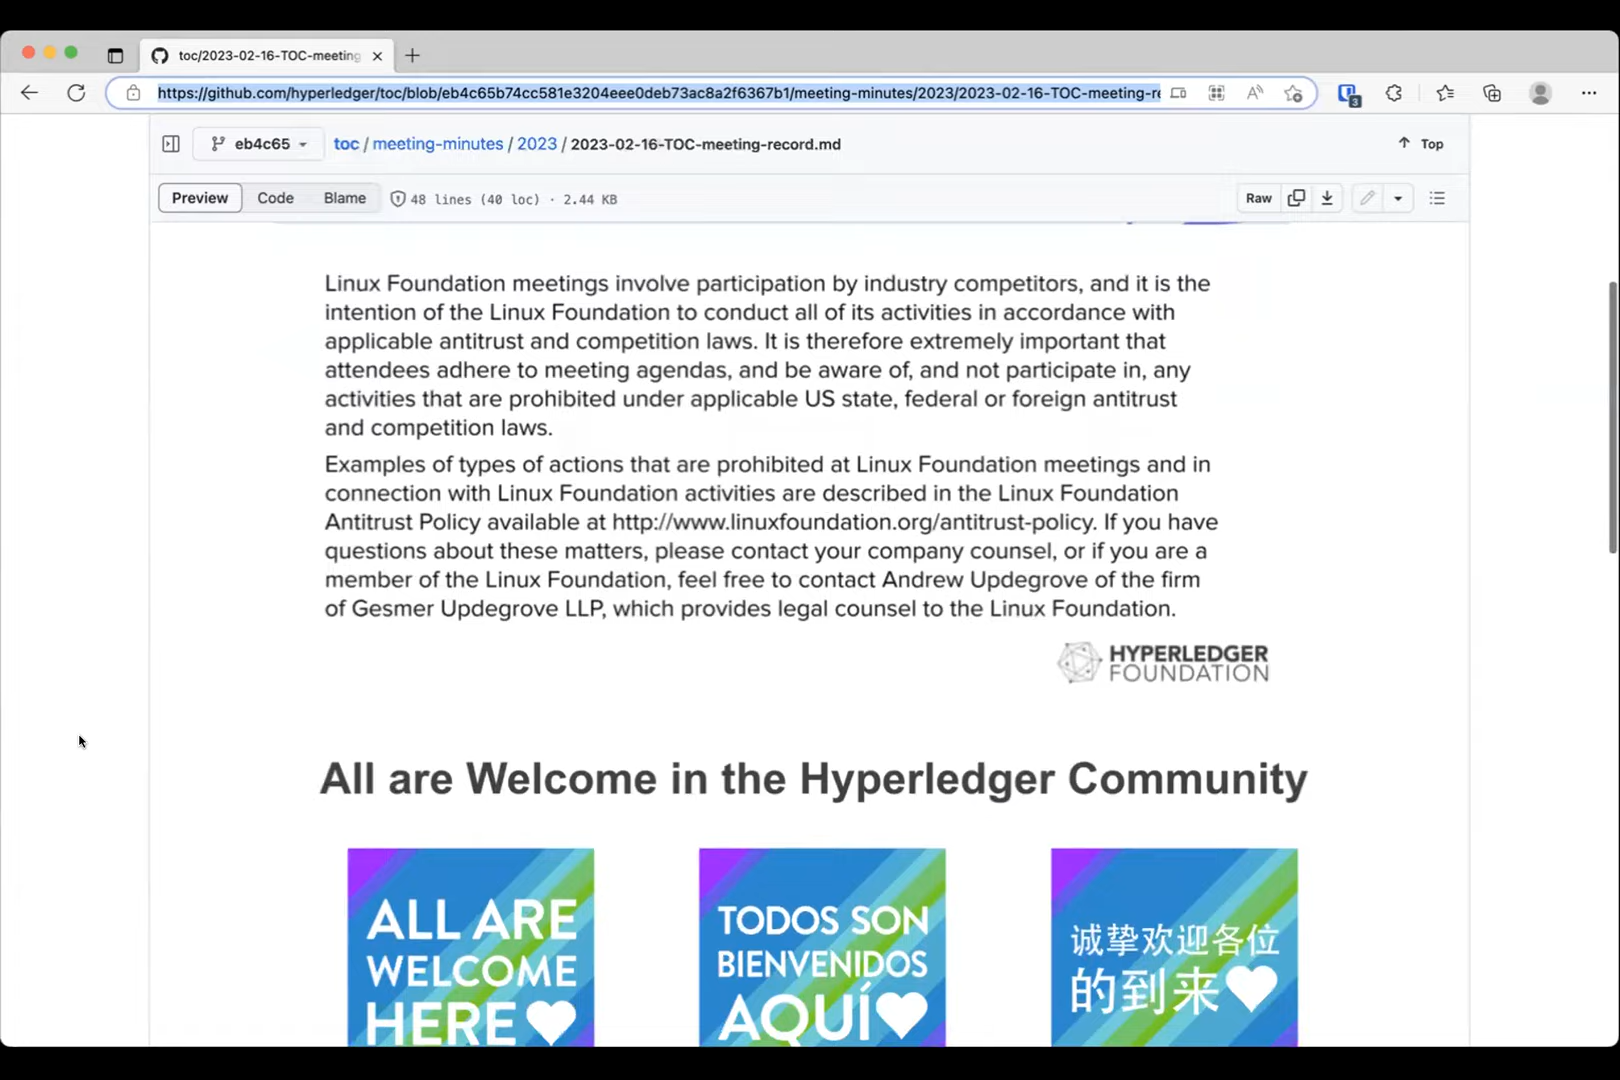 toc/2023-02-16-TOC-meeting
https://github.com/hyperledger/toc/blob/eb4c65b74cc581e3204eee0deb73ac8a2f6367b1/meeting-minutes/2023/2023-02-16-TOC-meeting-re
3
eb4c65
toc / meeting-minutes / 2023 / 2023-02-16-TOC-meeting-record.md
Top
Preview
Code
Blame
48 lines (40 loc) · 2.44 KB
Raw
Linux Foundation meetings involve participation by industry competitors, and it is the
intention of the Linux Foundation to conduct all of its activities in accordance with
applicable antitrust and competition laws. It is therefore extremely important that
attendees adhere to meeting agendas, and be aware of, and not participate in, any
activities that are prohibited under applicable US state, federal or foreign antitrust
and competition laws.
Examples of types of actions that are prohibited at Linux Foundation meetings and in
connection with Linux Foundation activities are described in the Linux Foundation
Antitrust Policy available at http://www.linuxfoundation.org/antitrust-policy. If you have
questions about these matters, please contact your company counsel, or if you are a
member of the Linux Foundation, feel free to contact Andrew Updegrove of the firm
of Gesmer Updegrove LLP, which provides legal counsel to the Linux Foundation.
HYPERLEDGER
FOUNDATION
All are Welcome in the Hyperledger Community
ALL ARE
WELCOME
HERE
TODOS SON
BIENVENIDOS
AQUÍ
诚挚欢迎各位
的到来